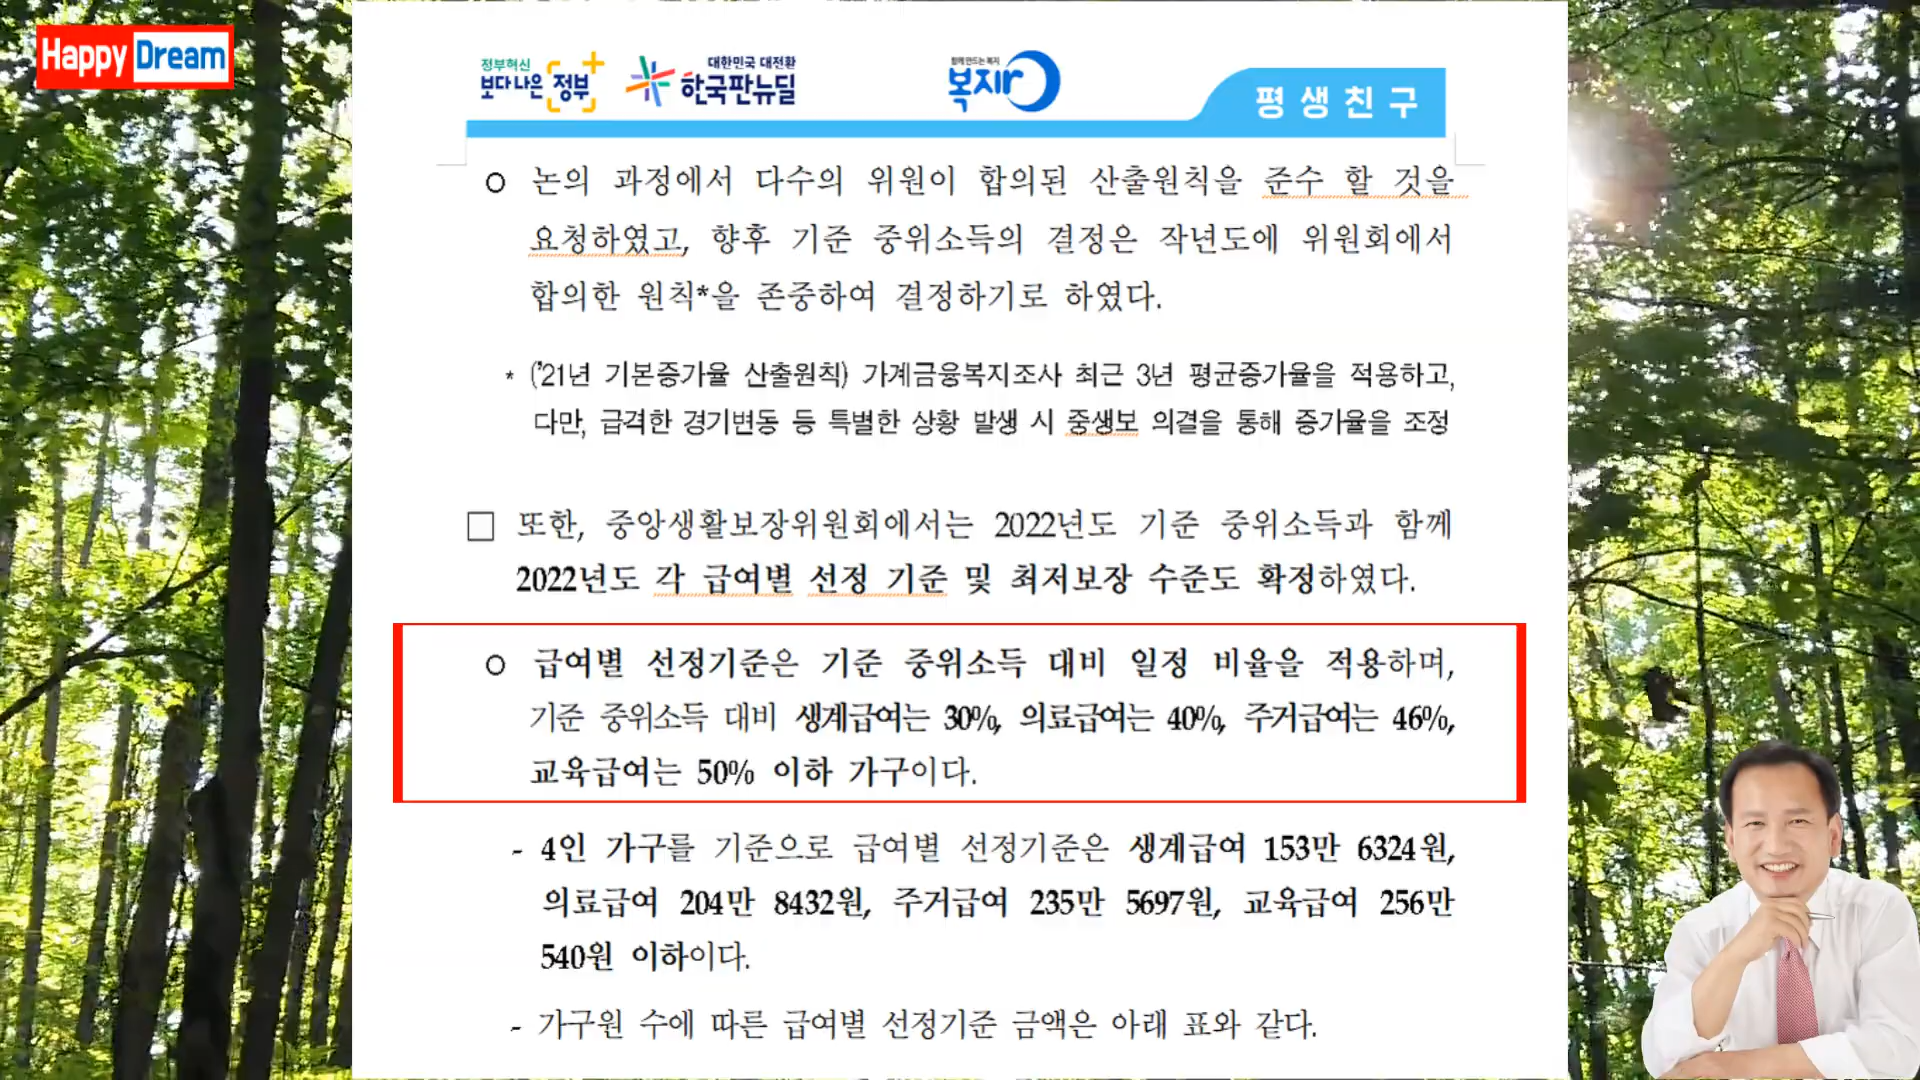 Happy Dream
정부혁신
보다나은 정부
대한민국 대전환
한국판뉴딜
함께 만드는 복지
복지로
평생친구
○ 논의 과정에서 다수의 위원이 합의된 산출원칙을 준수 할 것을
요청하였고, 향후 기준 중위소득의 결정은 작년도에 위원회에서
합의한 원칙*을 존중하여 결정하기로 하였다.
* ('21년 기본증가율 산출원칙) 가계금융복지조사 최근 3년 평균증가율을 적용하고,
다만, 급격한 경기변동 등 특별한 상황 발생 시 중생보 의결을 통해 증가율을 조정
□ 또한, 중앙생활보장위원회에서는 2022년도 기준 중위소득과 함께
2022년도 각 급여별 선정 기준 및 최저보장 수준도 확정하였다.
○ 급여별 선정기준은 기준 중위소득 대비 일정 비율을 적용하며,
기준 중위소득 대비 생계급여는 30%, 의료급여는 40%, 주거급여는 46%,
교육급여는 50% 이하 가구이다.
- 4인 가구를 기준으로 급여별 선정기준은 생계급여 153만 6324원,
의료급여 204만 8432원, 주거급여 235만 5697원, 교육급여 256만
540원 이하이다.
- 가구원 수에 따른 급여별 선정기준 금액은 아래 표와 같다.